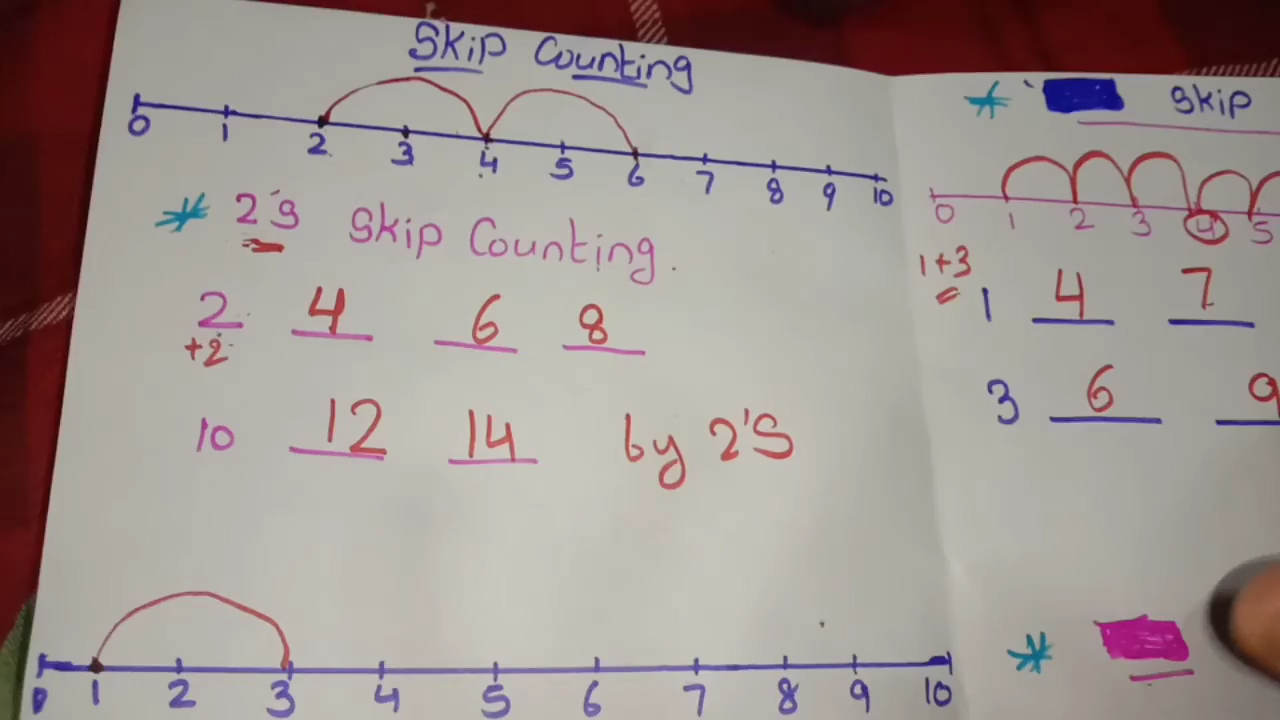 Skip Counting
0 1 2 3 4 5 6 7 8 9 10
* 2's Skip Counting.
2 4 6 8
+2
10 12 14 by 2's
0 1 2 3 4 5 6 7 8 9 10
* Skip
0 1 2 3 4 5
1+3
1 4 7
3 6 9
*